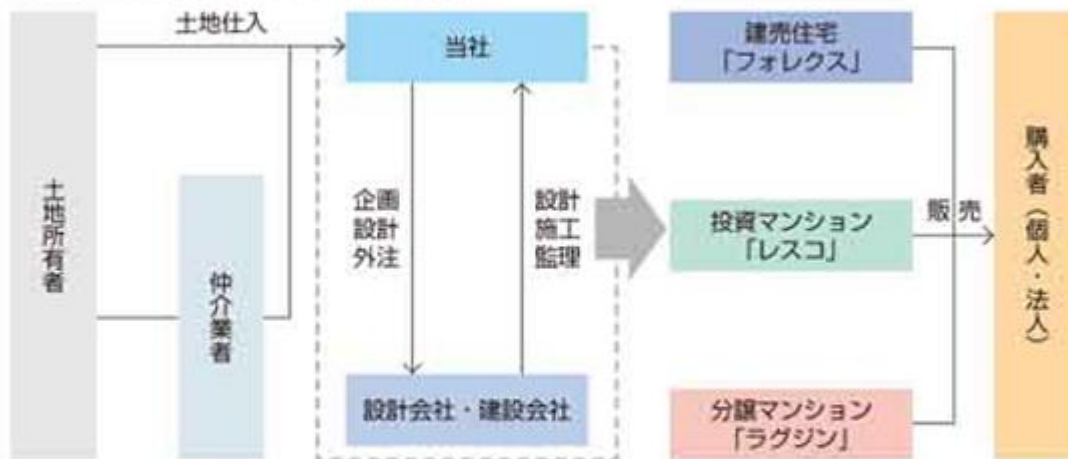 土地仕入
土地所有者
仲介業者
当社
企画
設計
外注
設計
施工
監理
設計会社・建設会社
建売住宅
「フォレクス」
投資マンション
「レスコ」
分譲マンション
「ラグジン」
販売
購入者（個人・法人）